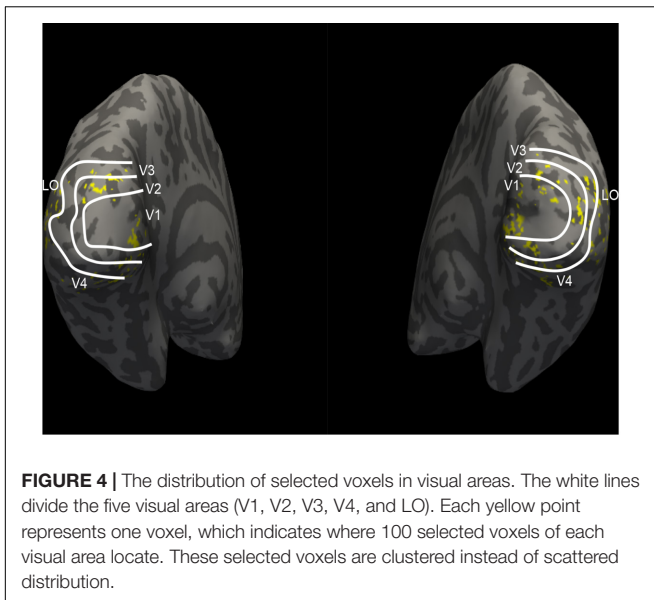 V3
V2
LO
V1
V4
V3
V2
V1
LO
V4
FIGURE 4 | The distribution of selected voxels in visual areas. The white lines
divide the five visual areas (V1, V2, V3, V4, and LO). Each yellow point
represents one voxel, which indicates where 100 selected voxels of each
visual area locate. These selected voxels are clustered instead of scattered
distribution.